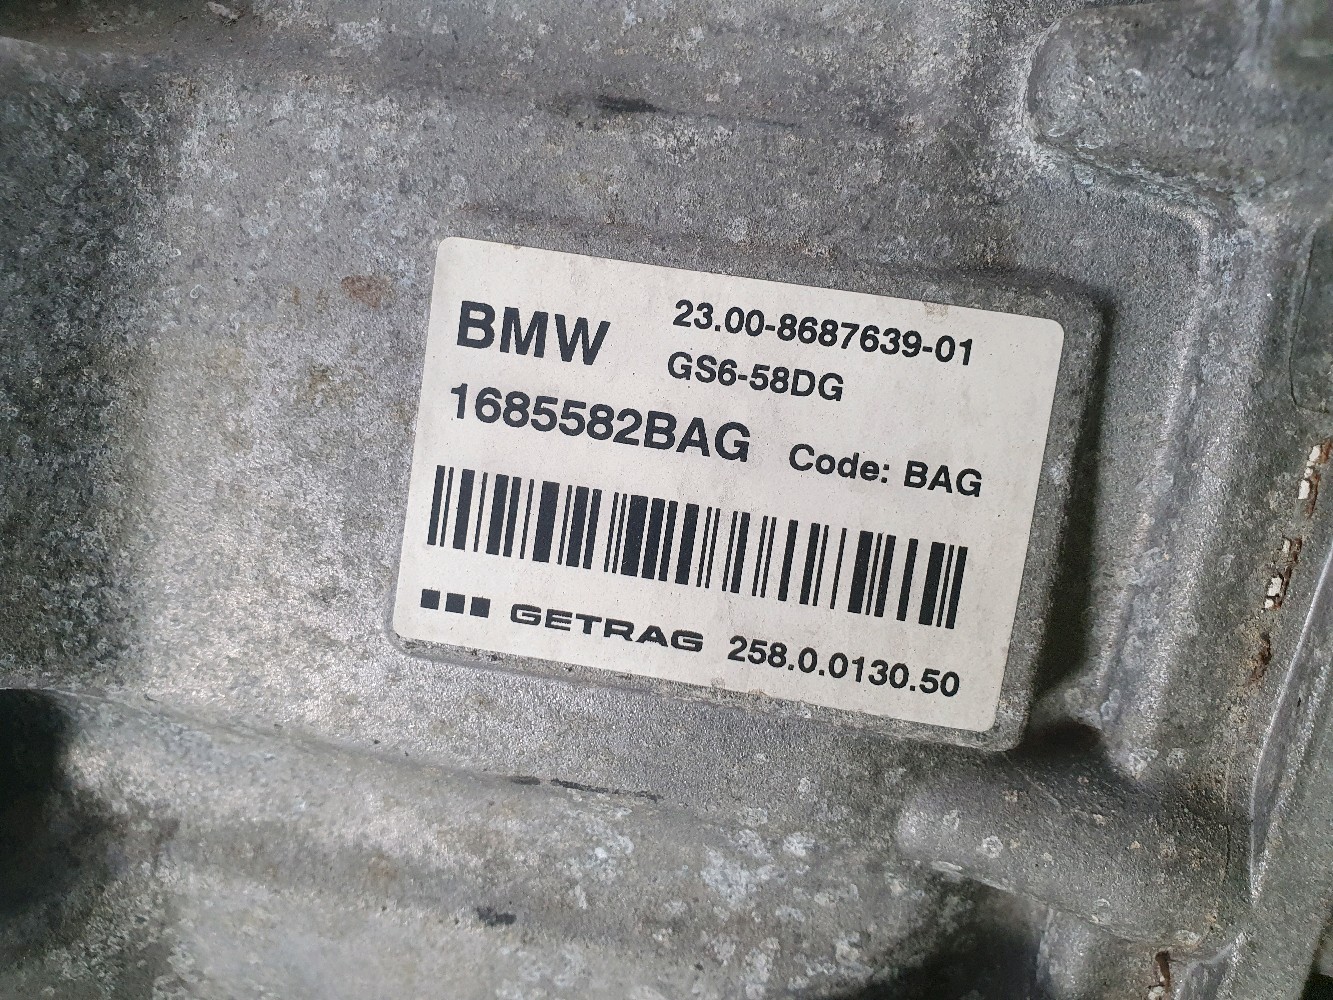 BMW 23.00-8687639-01
GS6-58DG
1685582BAG Code: BAG
GETRAG 258.0.0130.50